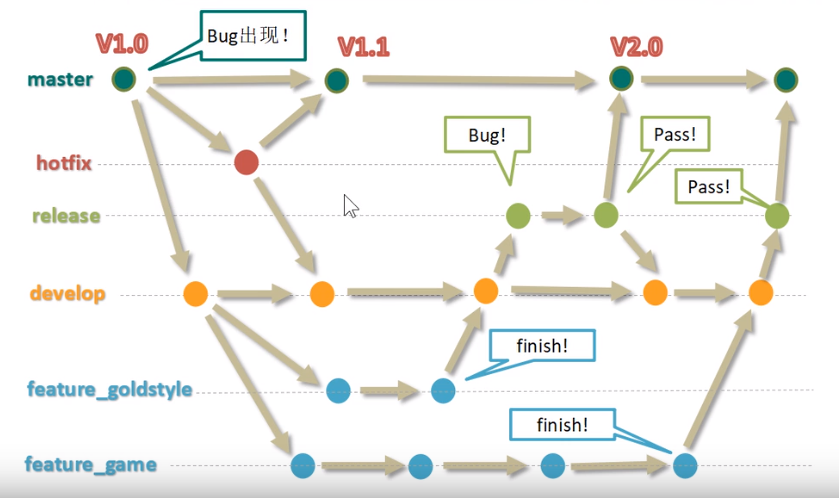 Bug出现！
V1.0
V1.1
V2.0
master
Bug!
Pass!
hotfix
Pass!
release
develop
finish!
feature_goldstyle
finish!
feature_game